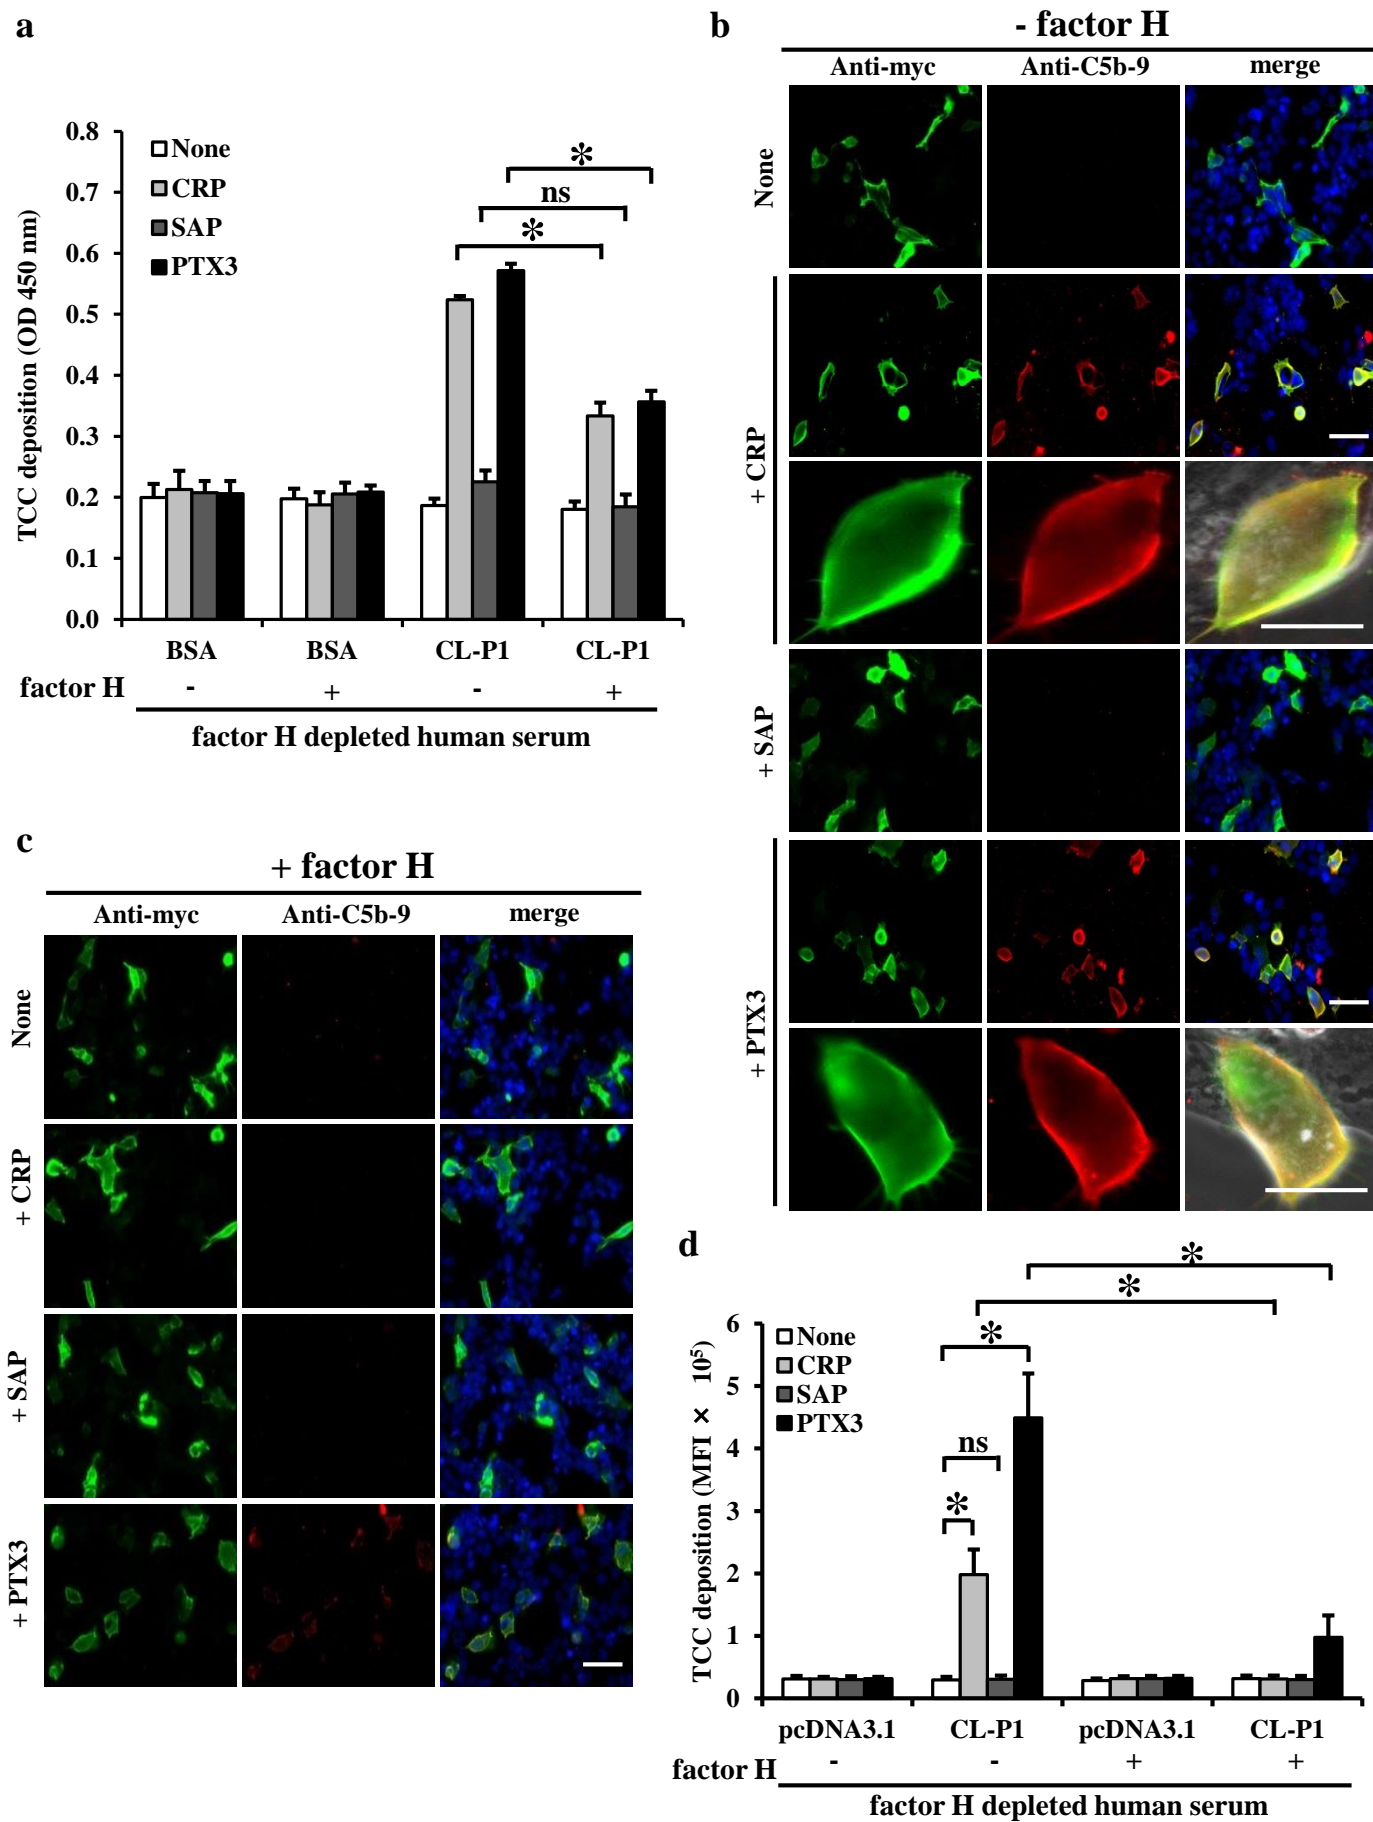 a
0.8
0.7
0.6
0.5
0.4
0.3
0.2
0.1
0.0
TCC deposition (OD 450 nm)
None
CRP
SAP
PTX3
*
ns
*
BSA BSA CL-P1 CL-P1
factor H - + - +
factor H depleted human serum
b
- factor H
Anti-myc Anti-C5b-9 merge
None
+ CRP
+ SAP
+ PTX3
c
+ factor H
Anti-myc Anti-C5b-9 merge
None
+ CRP
+ SAP
+ PTX3
d
6
5
4
3
2
1
0
TCC deposition (MFI × 10⁵)
None
CRP
SAP
PTX3
*
*
*
ns
*
pcDNA3.1 CL-P1 pcDNA3.1 CL-P1
factor H - - + +
factor H depleted human serum